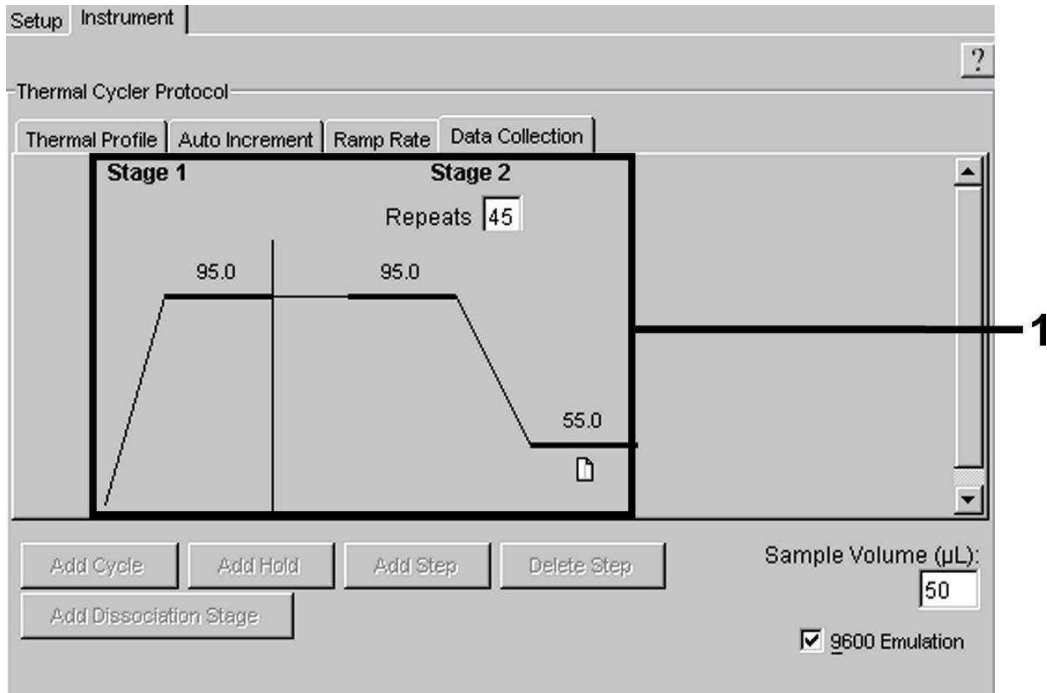 Setup Instrument
?
Thermal Cycler Protocol
Thermal Profile Auto Increment Ramp Rate Data Collection
Stage 1 Stage 2
Repeats 45
95.0 95.0
1
55.0
Add Cycle Add Hold Add Step Delete Step
Sample Volume (µL):
50
Add Dissociation Stage
9600 Emulation